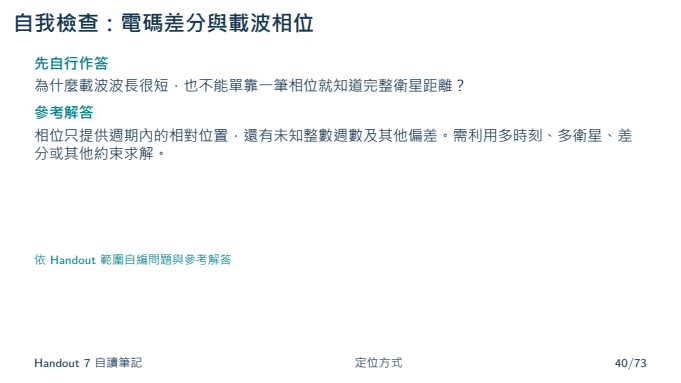 自我檢查：電碼差分與載波相位
先自行作答
為什麼載波波長很短，也不能單靠一筆相位就知道完整衛星距離？
參考解答
相位只提供週期內的相對位置，還有未知整數週數及其他偏差。需利用多時刻、多衛星、差
分或其他約束求解。
依 Handout 範圍自編問題與參考解答
Handout 7 自讀筆記
定位方式
40/73